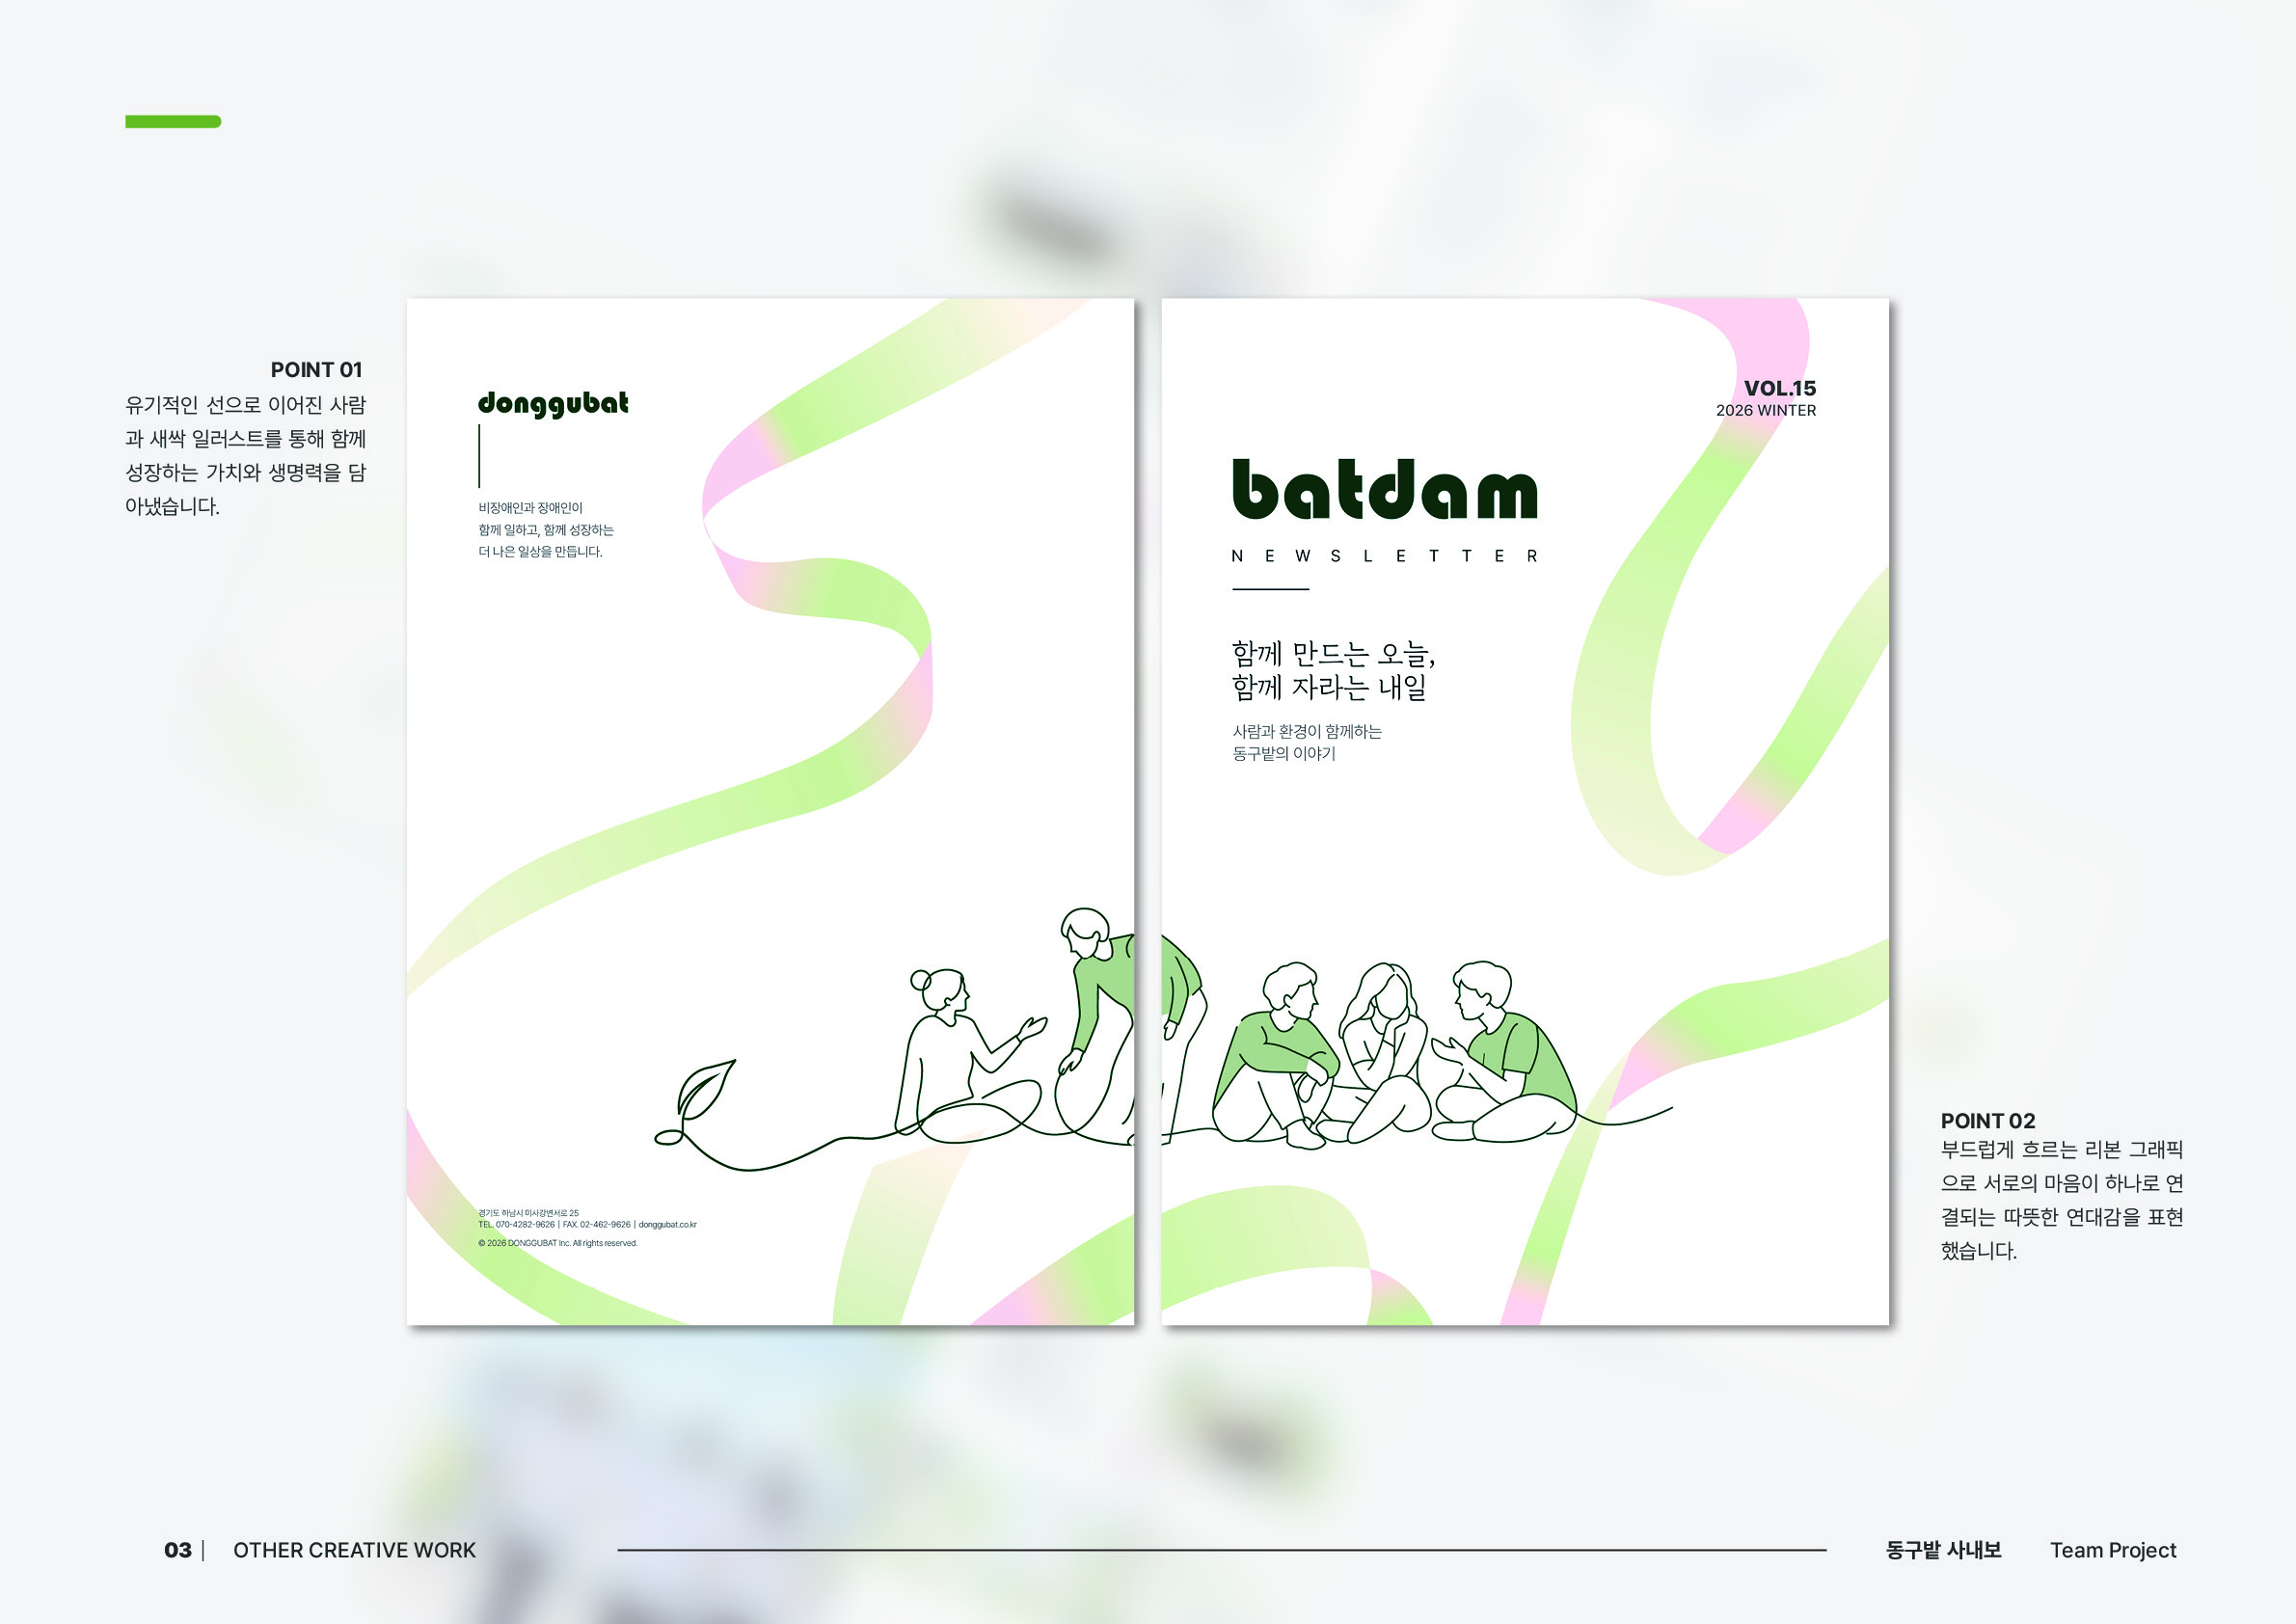 POINT 01
유기적인 선으로 이어진 사람
과 새싹 일러스트를 통해 함께
성장하는 가치와 생명력을 담
아냈습니다.
donggubat
비장애인과 장애인이
함께 일하고, 함께 성장하는
더 나은 일상을 만듭니다.
경기도 하남시 미사강변서로 25
TEL. 070-4282-9626 | FAX. 02-462-9626 | donggubat.co.kr
© 2026 DONGGUBAT Inc. All rights reserved.
VOL.15
2026 WINTER
batdam
NEWSLETTER
함께 만드는 오늘,
함께 자라는 내일
사람과 환경이 함께하는
동구밭의 이야기
POINT 02
부드럽게 흐르는 리본 그래픽
으로 서로의 마음이 하나로 연
결되는 따뜻한 연대감을 표현
했습니다.
03 | OTHER CREATIVE WORK
동구밭 사내보 Team Project